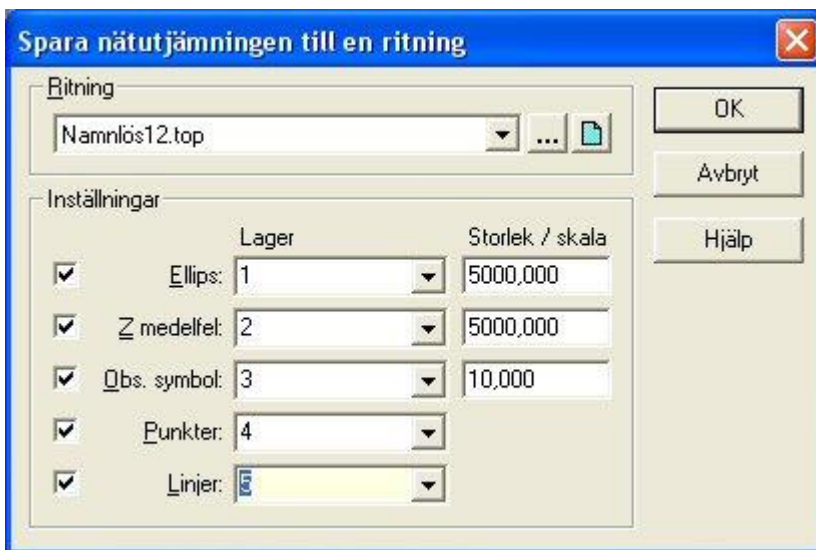 Spara nätutjämningen till en ritning
Ritning
Namnlös12.top
...
OK
Avbryt
Hjälp
Inställningar
Lager Storlek / skala
Ellips: 1 5000,000
Z medelfel: 2 5000,000
Obs. symbol: 3 10,000
Punkter: 4
Linjer: 5